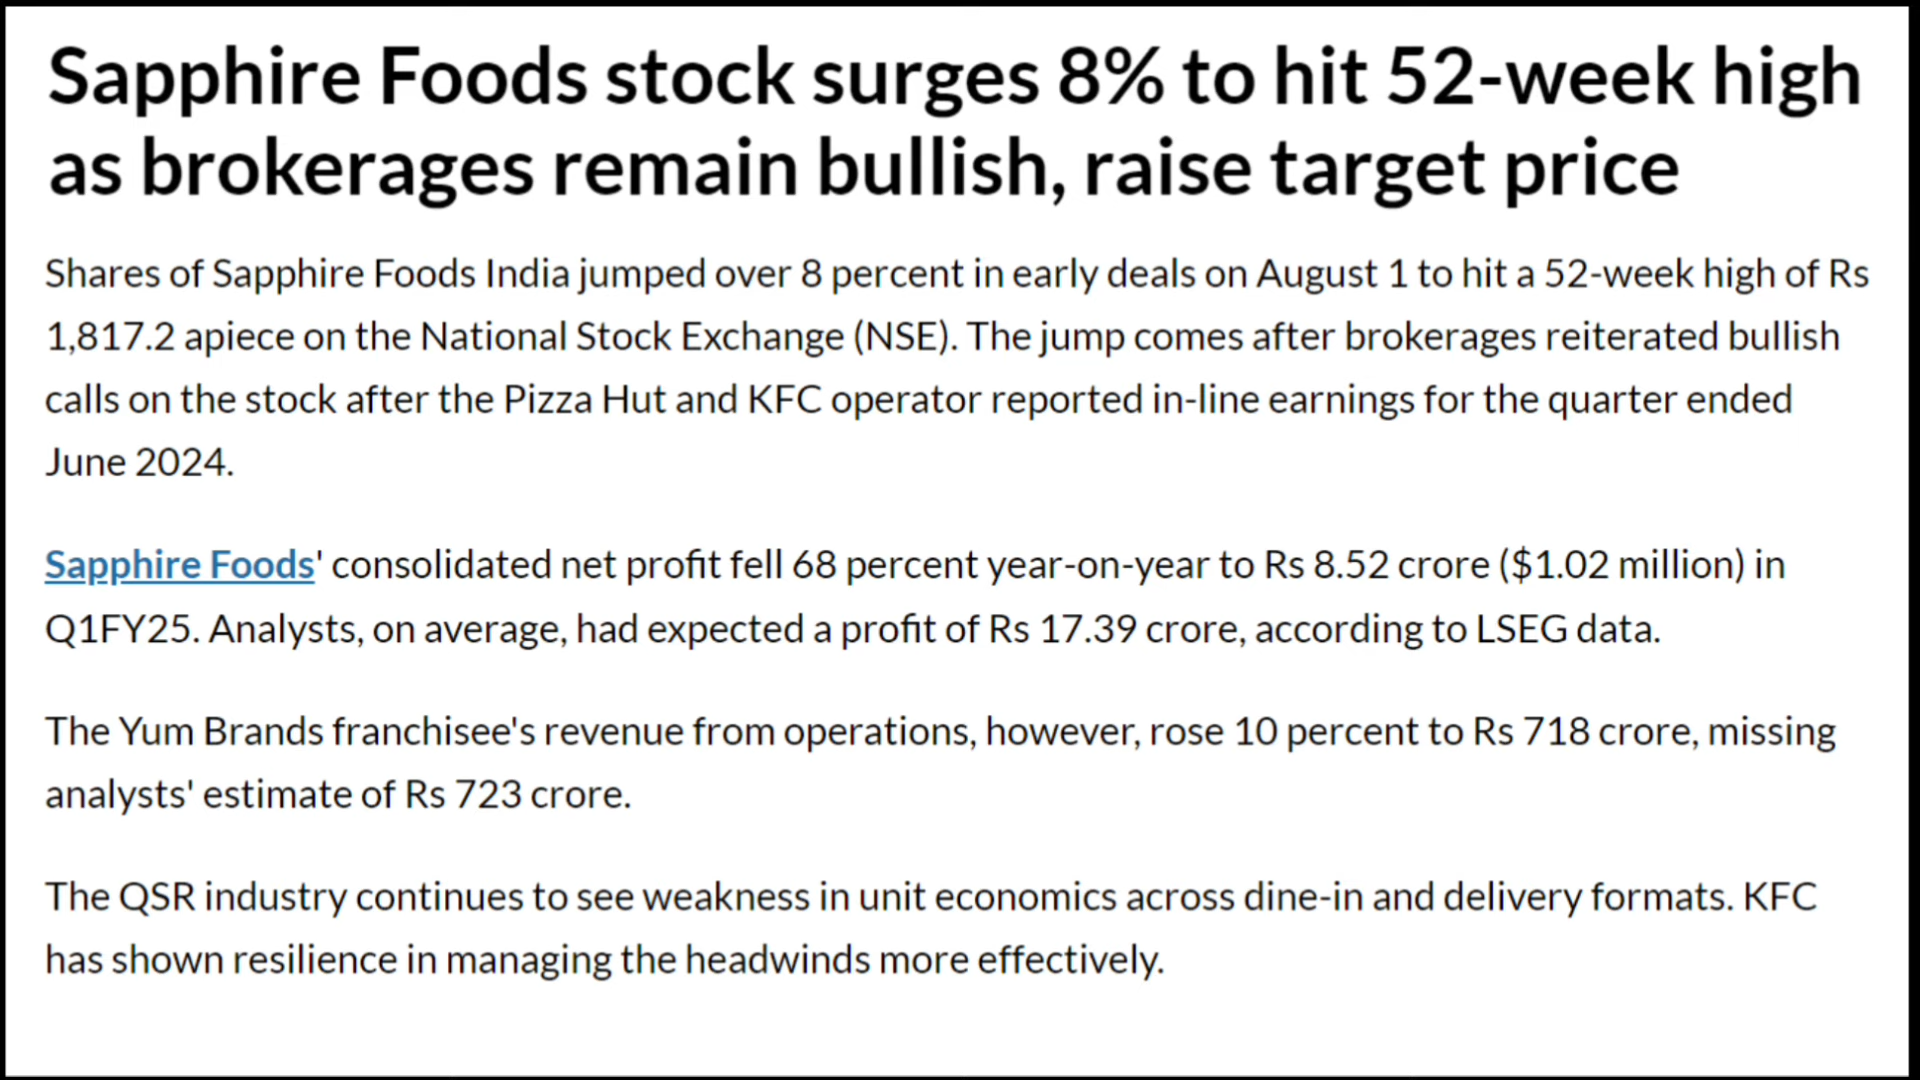 Sapphire Foods stock surges 8% to hit 52-week high
as brokerages remain bullish, raise target price
Shares of Sapphire Foods India jumped over 8 percent in early deals on August 1 to hit a 52-week high of Rs
1,817.2 apiece on the National Stock Exchange (NSE). The jump comes after brokerages reiterated bullish
calls on the stock after the Pizza Hut and KFC operator reported in-line earnings for the quarter ended
June 2024.
Sapphire Foods' consolidated net profit fell 68 percent year-on-year to Rs 8.52 crore ($1.02 million) in
Q1FY25. Analysts, on average, had expected a profit of Rs 17.39 crore, according to LSEG data.
The Yum Brands franchisee's revenue from operations, however, rose 10 percent to Rs 718 crore, missing
analysts' estimate of Rs 723 crore.
The QSR industry continues to see weakness in unit economics across dine-in and delivery formats. KFC
has shown resilience in managing the headwinds more effectively.